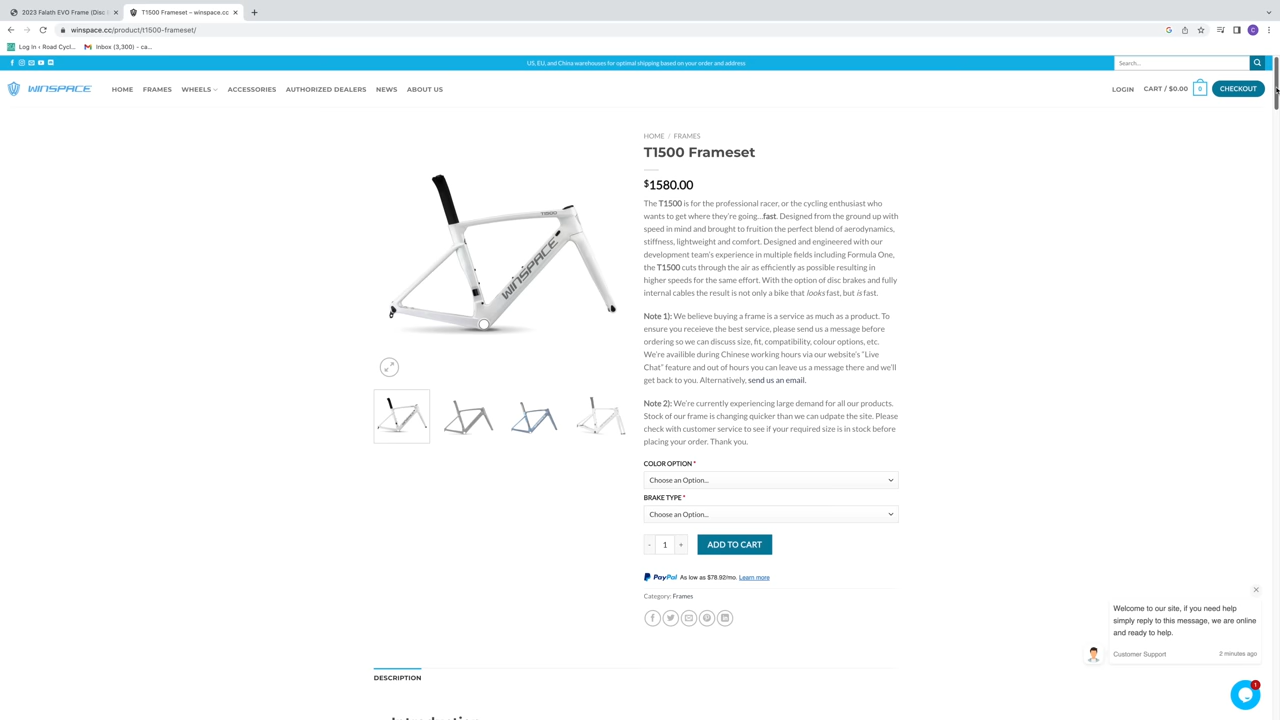 2023 Falath EVO Frame (Disc
T1500 Frameset – winspace.cc
winspace.cc/product/t1500-frameset/
Log In ‹ Road Cycl...
Inbox (3,300) - ca...
US, EU, and China warehouses for optimal shipping based on your order and address
Search...
WINSPACE
HOME FRAMES WHEELS ACCESSORIES AUTHORIZED DEALERS NEWS ABOUT US
LOGIN CART / $0.00 0 CHECKOUT
HOME / FRAMES
T1500 Frameset
$1580.00
The T1500 is for the professional racer, or the cycling enthusiast who
wants to get where they're going...fast. Designed from the ground up with
speed in mind and brought to fruition the perfect blend of aerodynamics,
stiffness, lightweight and comfort. Designed and engineered with our
development team's experience in multiple fields including Formula One,
the T1500 cuts through the air as efficiently as possible resulting in
higher speeds for the same effort. With the option of disc brakes and fully
internal cables the result is not only a bike that looks fast, but is fast.
Note 1): We believe buying a frame is a service as much as a product. To
ensure you receieve the best service, please send us a message before
ordering so we can discuss size, fit, compatibility, colour options, etc.
We're availible during Chinese working hours via our website's "Live
Chat" feature and out of hours you can leave us a message there and we'll
get back to you. Alternatively, send us an email.
Note 2): We're currently experiencing large demand for all our products.
Stock of our frame is changing quicker than we can udpate the site. Please
check with customer service to see if your required size is in stock before
placing your order. Thank you.
COLOR OPTION *
Choose an Option...
BRAKE TYPE *
Choose an Option...
- 1 + ADD TO CART
PayPal As low as $78.92/mo. Learn more
Category: Frames
T1500
WINSPACE
DESCRIPTION
Introduction
Welcome to our site, if you need help
simply reply to this message, we are online
and ready to help.
Customer Support 2 minutes ago
1
C